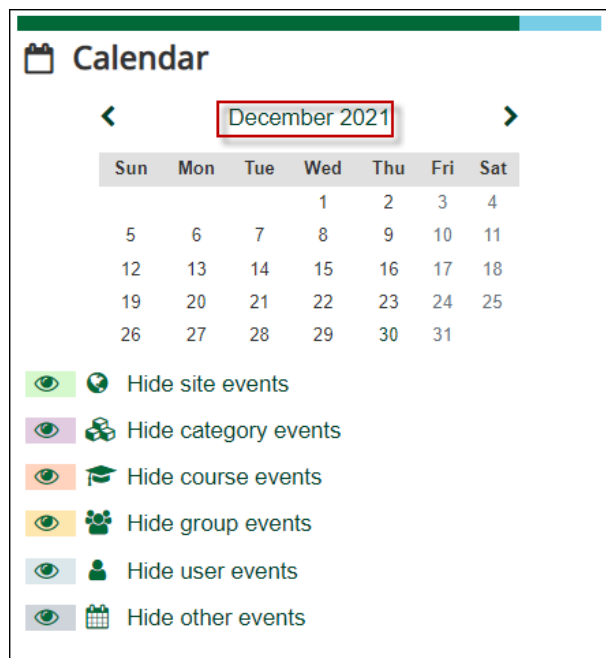 Calendar
December 2021
Sun Mon Tue Wed Thu Fri Sat
1 2 3 4
5 6 7 8 9 10 11
12 13 14 15 16 17 18
19 20 21 22 23 24 25
26 27 28 29 30 31
Hide site events
Hide category events
Hide course events
Hide group events
Hide user events
Hide other events